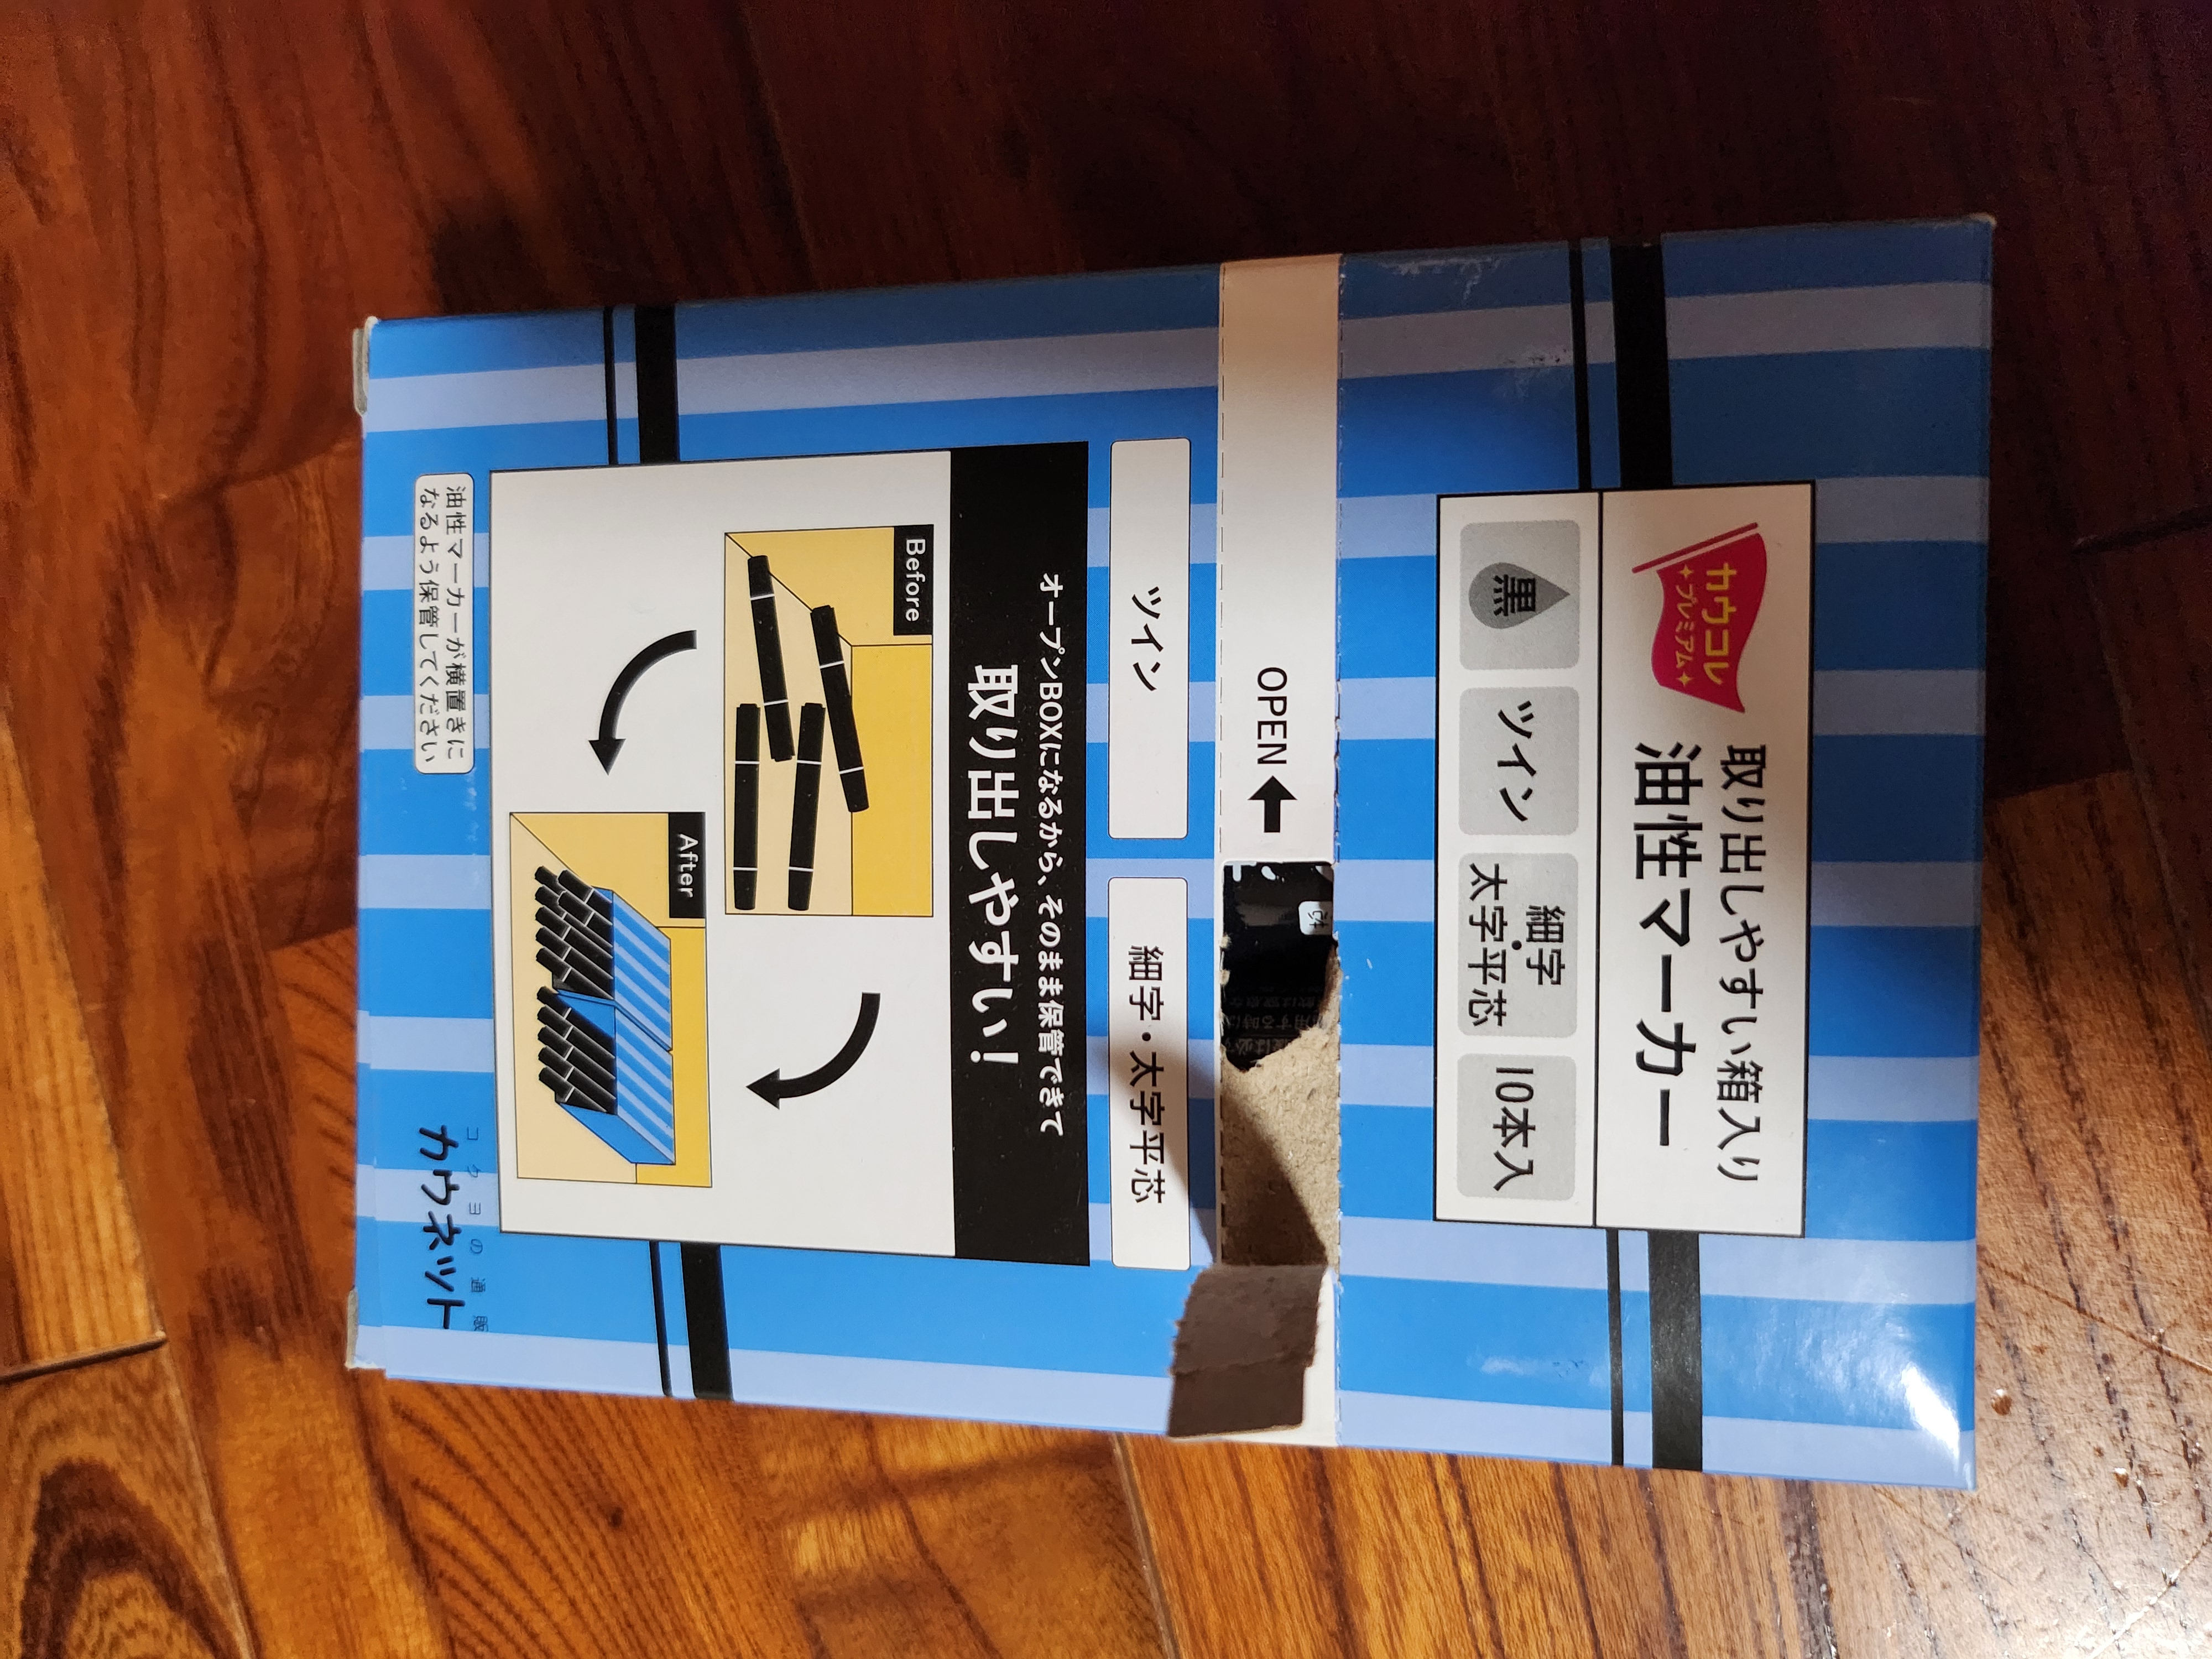 カウコレ
プレミアム
取り出しやすい箱入り
油性マーカー
黒
ツイン
細字・
太字平芯
10本入
OPEN
ツイン
細字・太字平芯
オープンBOXになるから、そのまま保管できて
取り出しやすい!
Before
After
油性マーカーが横置きに
なるよう保管してください
コクヨの通販
カウネット